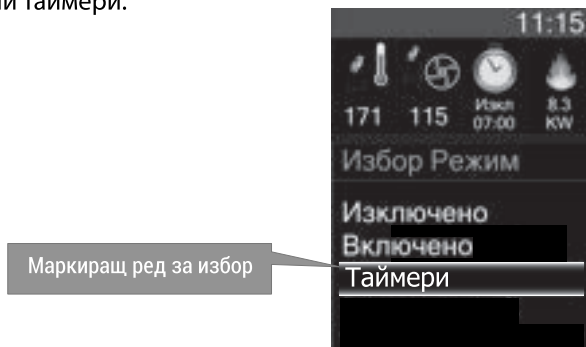 и таймери.
11:15
171 115 Изкл 07:00 8.3 KW
Избор Режим
Изключено
Включено
Маркиращ ред за избор
Таймери